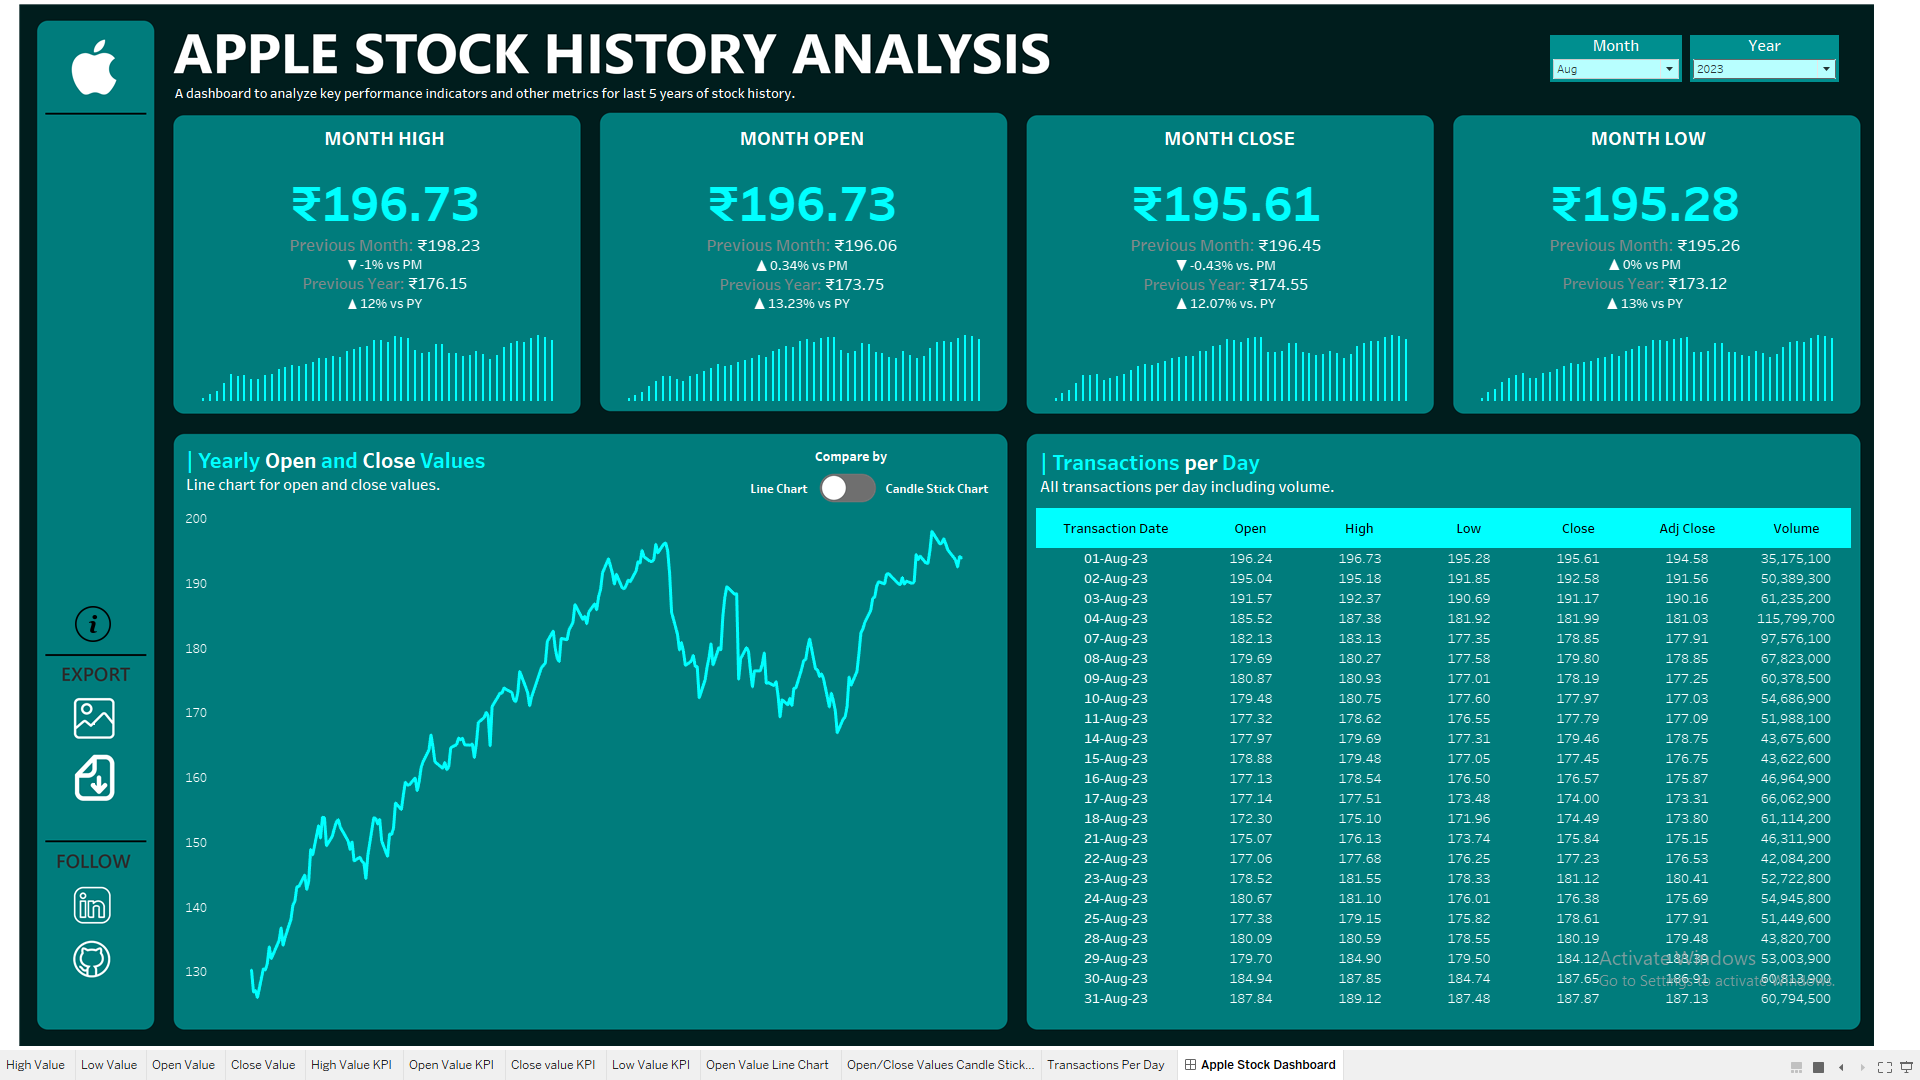 APPLE STOCK HISTORY ANALYSIS
A dashboard to analyze key performance indicators and other metrics for last 5 years of stock history.
Month
Aug
Year
2023
MONTH HIGH
₹196.73
Previous Month: ₹198.23
▼ -1% vs PM
Previous Year: ₹176.15
▲ 12% vs PY
MONTH OPEN
₹196.73
Previous Month: ₹196.06
▲ 0.34% vs PM
Previous Year: ₹173.75
▲ 13.23% vs PY
MONTH CLOSE
₹195.61
Previous Month: ₹196.45
▼ -0.43% vs. PM
Previous Year: ₹174.55
▲ 12.07% vs. PY
MONTH LOW
₹195.28
Previous Month: ₹195.26
▲ 0% vs PM
Previous Year: ₹173.12
▲ 13% vs PY
i
EXPORT
FOLLOW
in
| Yearly Open and Close Values
Line chart for open and close values.
Compare by
Line Chart Candle Stick Chart
200
190
180
170
160
150
140
130
| Transactions per Day
All transactions per day including volume.
Transaction Date Open High Low Close Adj Close Volume
01-Aug-23 196.24 196.73 195.28 195.61 194.58 35,175,100
02-Aug-23 195.04 195.18 191.85 192.58 191.56 50,389,300
03-Aug-23 191.57 192.37 190.69 191.17 190.16 61,235,200
04-Aug-23 185.52 187.38 181.92 181.99 181.03 115,799,700
07-Aug-23 182.13 183.13 177.35 178.85 177.91 97,576,100
08-Aug-23 179.69 180.27 177.58 179.80 178.85 67,823,000
09-Aug-23 180.87 180.93 177.01 178.19 177.25 60,378,500
10-Aug-23 179.48 180.75 177.60 177.97 177.03 54,686,900
11-Aug-23 177.32 178.62 176.55 177.79 177.09 51,988,100
14-Aug-23 177.97 179.69 177.31 179.46 178.75 43,675,600
15-Aug-23 178.88 179.48 177.05 177.45 176.75 43,622,600
16-Aug-23 177.13 178.54 176.50 176.57 175.87 46,964,900
17-Aug-23 177.14 177.51 173.48 174.00 173.31 66,062,900
18-Aug-23 172.30 175.10 171.96 174.49 173.80 61,114,200
21-Aug-23 175.07 176.13 173.74 175.84 175.15 46,311,900
22-Aug-23 177.06 177.68 176.25 177.23 176.53 42,084,200
23-Aug-23 178.52 181.55 178.33 181.12 180.41 52,722,800
24-Aug-23 180.67 181.10 176.01 176.38 175.69 54,945,800
25-Aug-23 177.38 179.15 175.82 178.61 177.91 51,449,600
28-Aug-23 180.09 180.59 178.55 180.19 179.48 43,820,700
29-Aug-23 179.70 184.90 179.50 184.12 183.39 53,003,900
30-Aug-23 184.94 187.85 184.74 187.65 186.91 60,813,900
31-Aug-23 187.84 189.12 187.48 187.87 187.13 60,794,500
Activate Windows
Go to Settings to activate Windows.
High Value Low Value Open Value Close Value High Value KPI Open Value KPI Close value KPI Low Value KPI Open Value Line Chart Open/Close Values Candle Stick... Transactions Per Day Apple Stock Dashboard